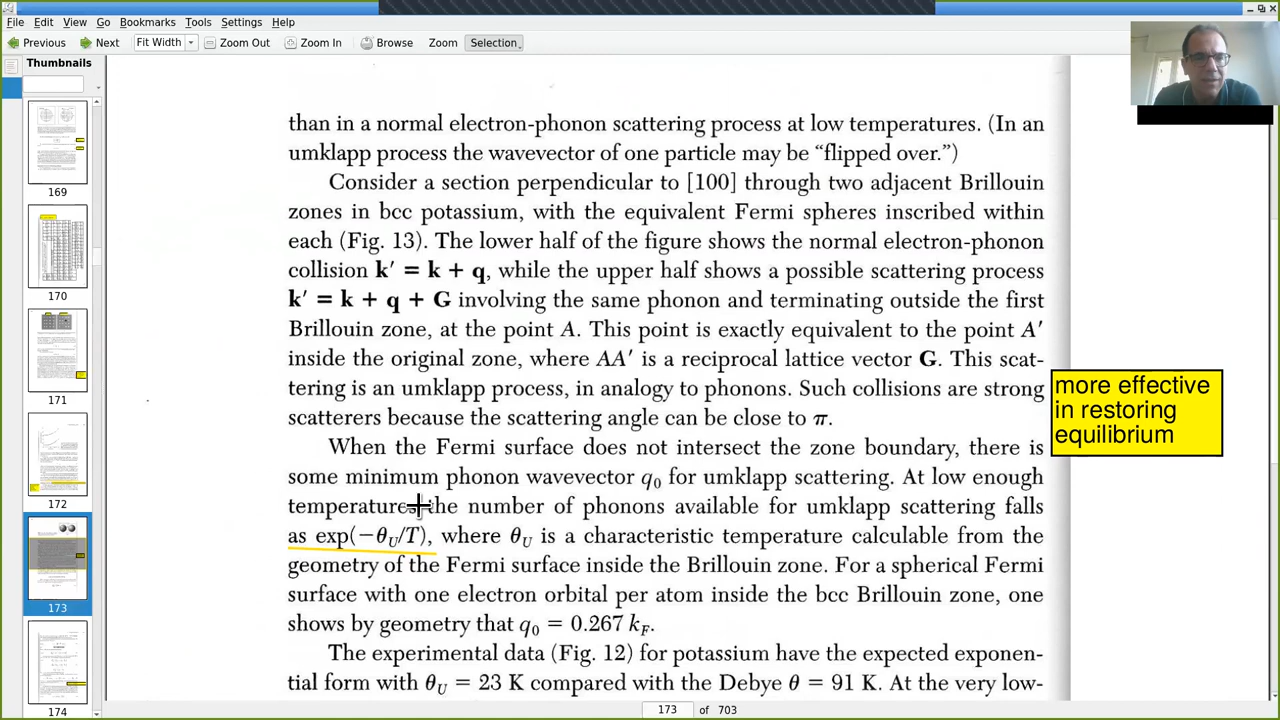 File Edit View Go Bookmarks Tools Settings Help
Previous Next Fit Width Zoom Out Zoom In Browse Zoom Selection
Thumbnails
169
170
171
172
173
174
than in a normal electron-phonon scattering process at low temperatures. (In an
umklapp process the wavevector of one particle may be “flipped over.”)
Consider a section perpendicular to [100] through two adjacent Brillouin
zones in bcc potassium, with the equivalent Fermi spheres inscribed within
each (Fig. 13). The lower half of the figure shows the normal electron-phonon
collision k′ = k + q, while the upper half shows a possible scattering process
k′ = k + q + G involving the same phonon and terminating outside the first
Brillouin zone, at the point A. This point is exactly equivalent to the point A′
inside the original zone, where AA′ is a reciprocal lattice vector G. This scat-
tering is an umklapp process, in analogy to phonons. Such collisions are strong
scatterers because the scattering angle can be close to π.
When the Fermi surface does not intersect the zone boundary, there is
some minimum phonon wavevector q₀ for umklapp scattering. At low enough
temperatures the number of phonons available for umklapp scattering falls
as exp(−θU/T), where θU is a characteristic temperature calculable from the
geometry of the Fermi surface inside the Brillouin zone. For a spherical Fermi
surface with one electron orbital per atom inside the bcc Brillouin zone, one
shows by geometry that q₀ = 0.267 kF.
The experimental data (Fig. 12) for potassium have the expected exponen-
tial form with θU = 23 K compared with the Debye θ = 91 K. At the very low-
more effective
in restoring
equilibrium
173 of 703